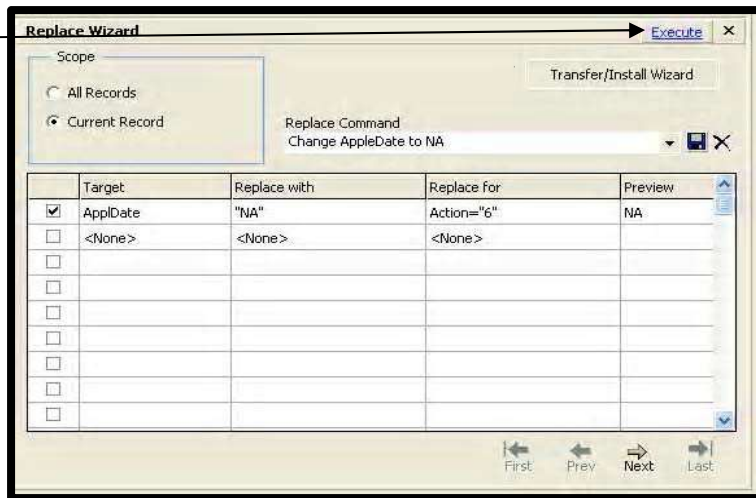 Replace Wizard Execute
Scope
Transfer/Install Wizard
All Records
Current Record
Replace Command
Change AppleDate to NA
Target Replace with Replace for Preview
ApplDate "NA" Action="6" NA
<None> <None> <None>
First Prev Next Last